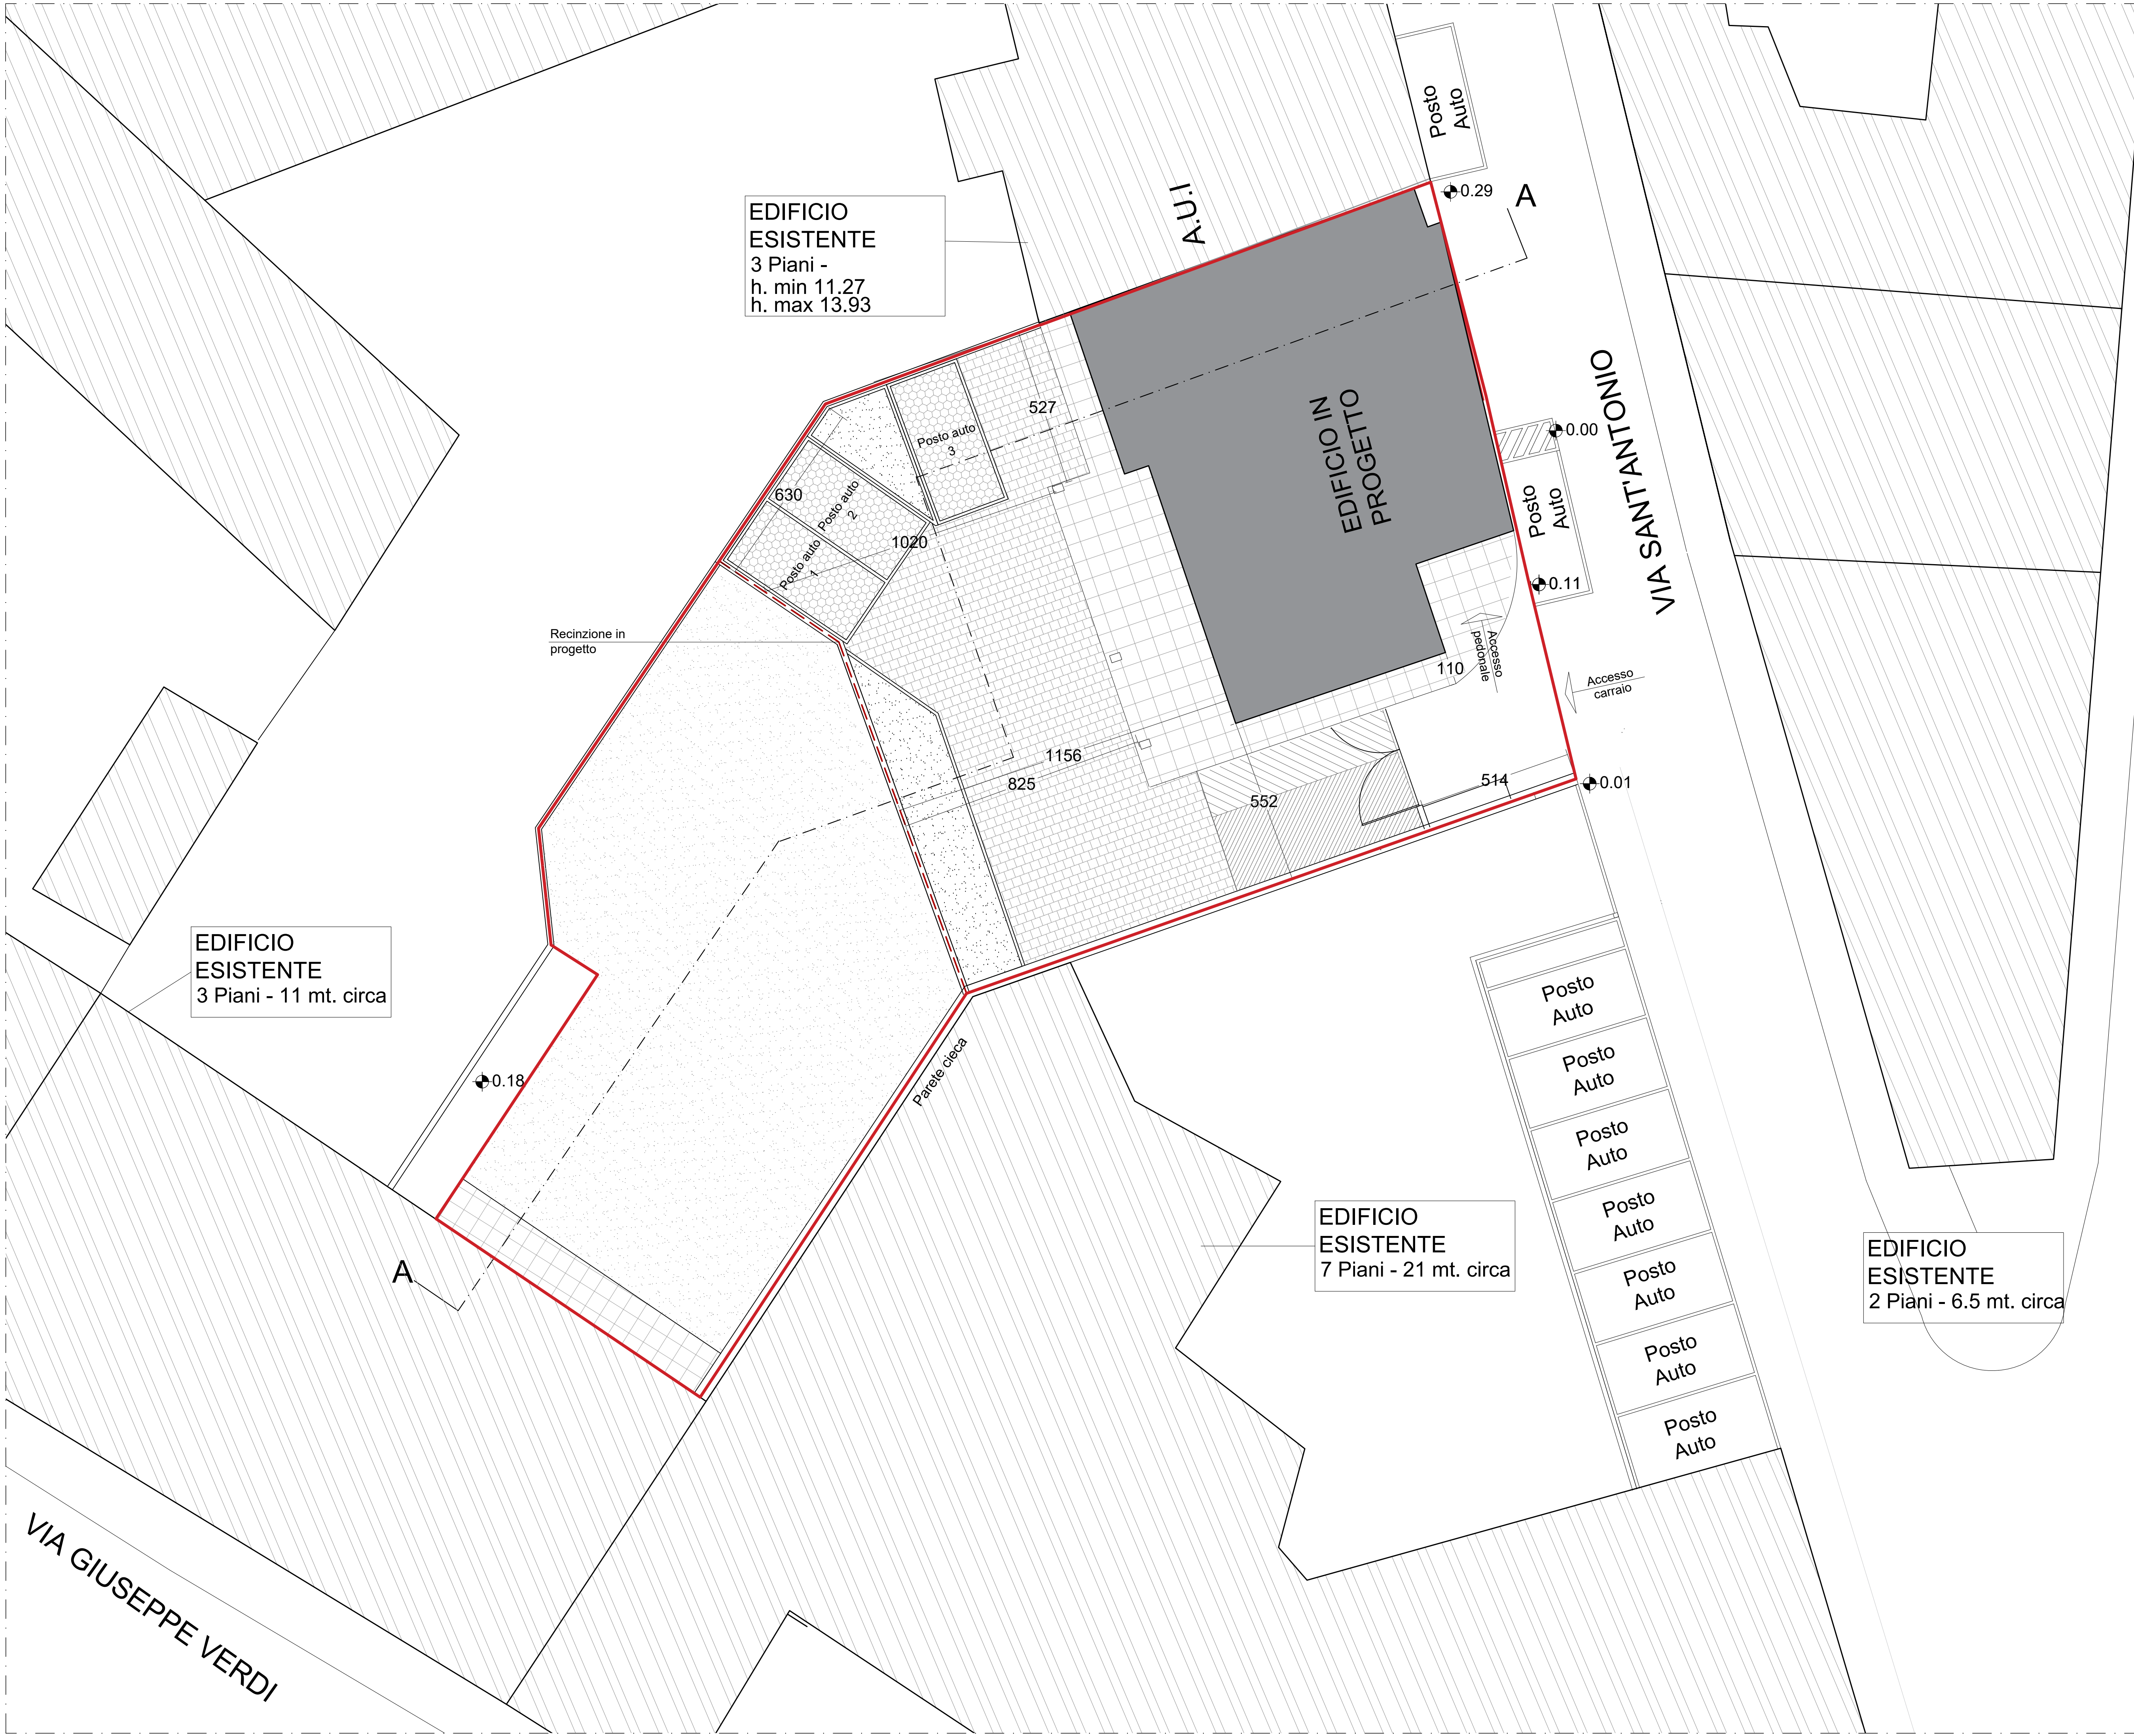 Posto
Auto
0.29
A
A.U.I
EDIFICIO
ESISTENTE
3 Piani -
h. min 11.27
h. max 13.93
527
EDIFICIO IN
PROGETTO
VIA SANT'ANTONIO
0.00
Posto auto
3
630
Posto auto
2
1020
Posto auto
1
Posto
Auto
0.11
Recinzione in
progetto
Accesso
pedonale
110
Accesso
carraio
1156
825
552
514
0.01
EDIFICIO
ESISTENTE
3 Piani - 11 mt. circa
0.18
Parete cieca
Posto
Auto
Posto
Auto
Posto
Auto
Posto
Auto
Posto
Auto
Posto
Auto
Posto
Auto
EDIFICIO
ESISTENTE
7 Piani - 21 mt. circa
EDIFICIO
ESISTENTE
2 Piani - 6.5 mt. circa
A
VIA GIUSEPPE VERDI